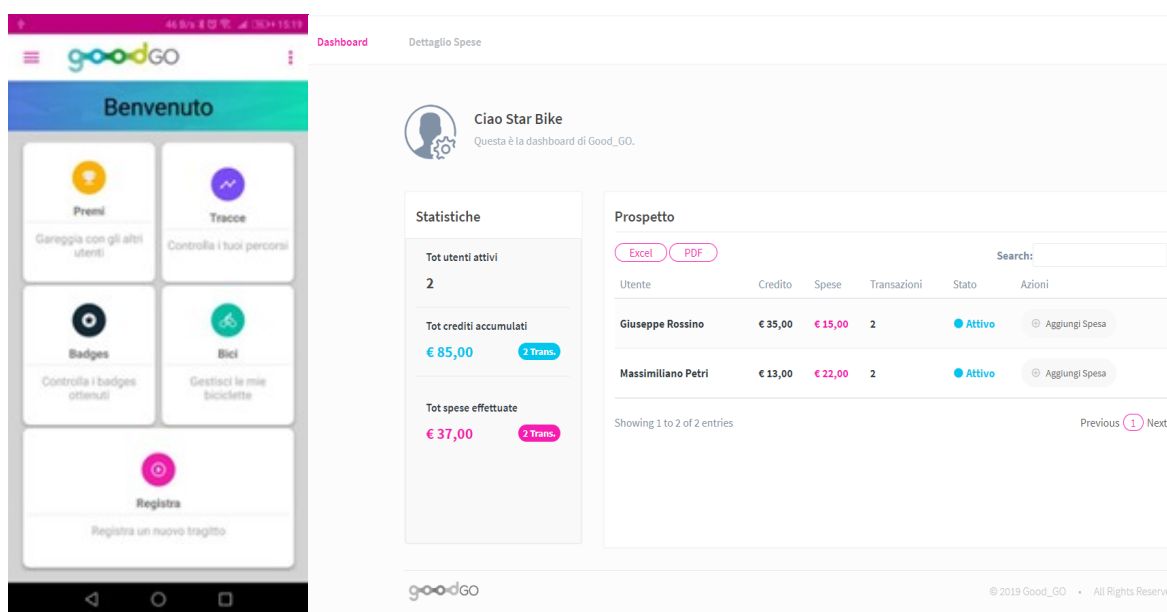 46 B/s 15:19
goodGO
Benvenuto
Premi
Gareggia con gli altri
utenti
Tracce
Controlla i tuoi percorsi
Badges
Controlla i badges
ottenuti
Bici
Gestisci le mie
biciclette
Registra
Registra un nuovo tragitto
Dashboard Dettaglio Spese
Ciao Star Bike
Questa è la dashboard di Good_GO.
Statistiche
Tot utenti attivi
2
Tot crediti accumulati
€ 85,00 2 Trans.
Tot spese effettuate
€ 37,00 2 Trans.
Prospetto
Excel PDF Search:
Utente Credito Spese Transazioni Stato Azioni
Giuseppe Rossino € 35,00 € 15,00 2 Attivo Aggiungi Spesa
Massimiliano Petri € 13,00 € 22,00 2 Attivo Aggiungi Spesa
Showing 1 to 2 of 2 entries Previous 1 Next
goodGO © 2019 Good_GO • All Rights Reserve